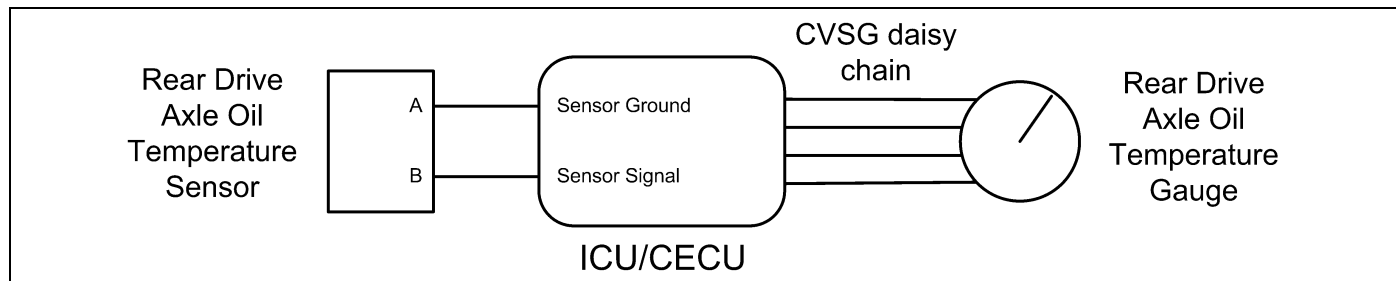 CVSG daisy
chain
Rear Drive
Axle Oil
Temperature
Sensor
A
Sensor Ground
B
Sensor Signal
ICU/CECU
Rear Drive
Axle Oil
Temperature
Gauge